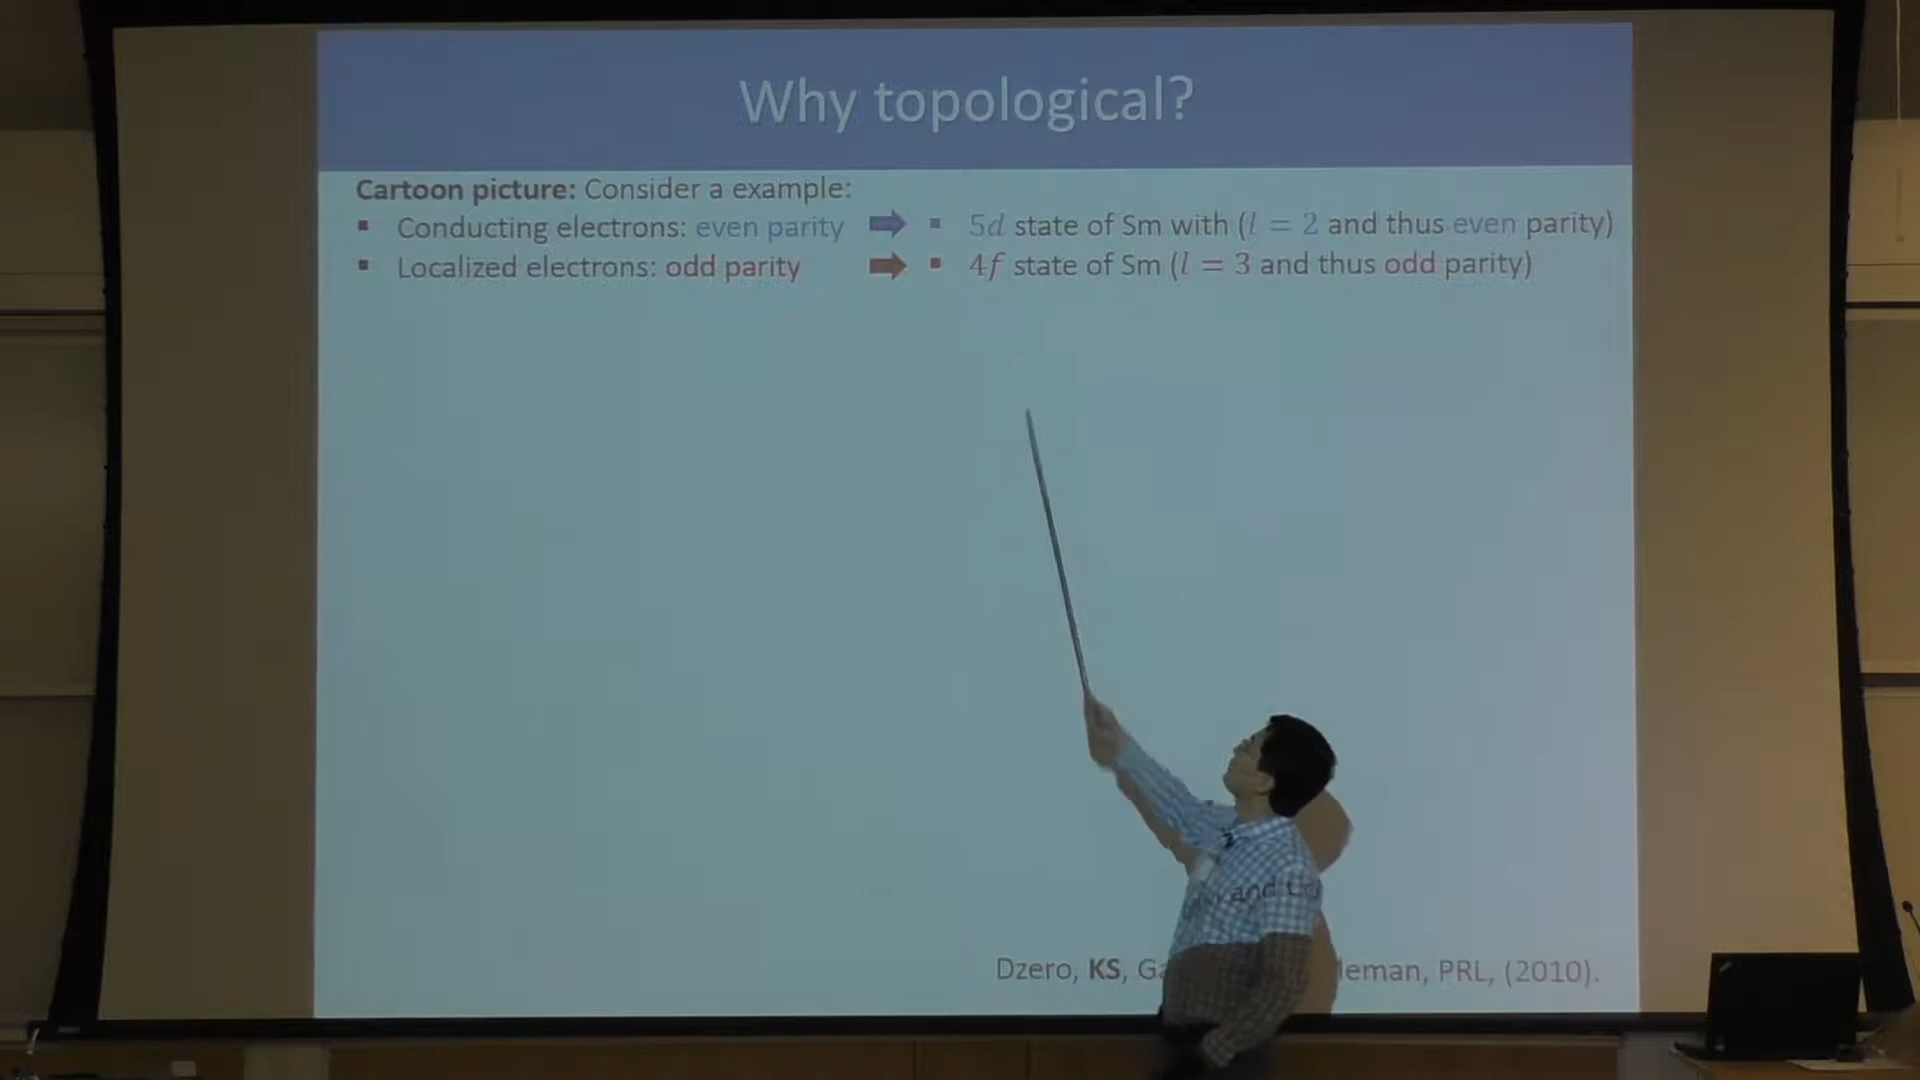 Why topological?
Cartoon picture: Consider a example:
▪ Conducting electrons: even parity ➡ ▪ 5d state of Sm with (l = 2 and thus even parity)
▪ Localized electrons: odd parity ➡ ▪ 4f state of Sm (l = 3 and thus odd parity)
and
Dzero, KS, Ga leman, PRL, (2010).